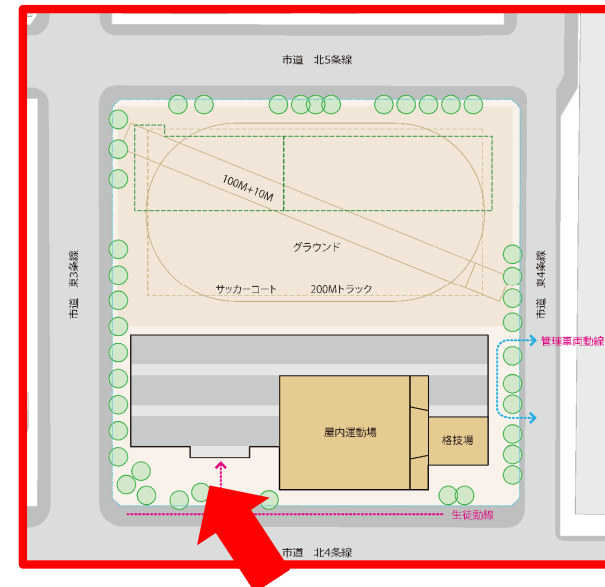 市道 北5条線
100M+10M
グラウンド
サッカーコート 200Mトラック
市道 東3条線
市道 東4条線
管理車両動線
屋内運動場
格技場
生徒動線
市道 北4条線